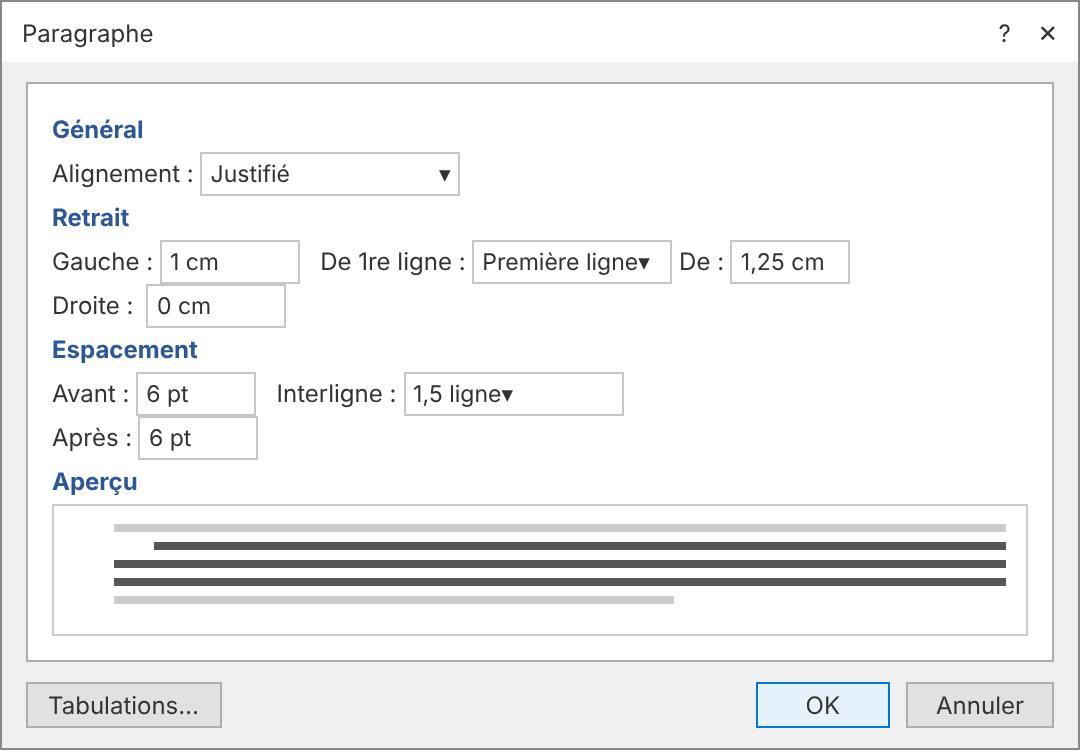 Paragraphe ? ✕
Général
Alignement : Justifié ▾
Retrait
Gauche : 1 cm De 1re ligne : Première ligne▾ De : 1,25 cm
Droite : 0 cm
Espacement
Avant : 6 pt Interligne : 1,5 ligne▾
Après : 6 pt
Aperçu
Tabulations... OK Annuler